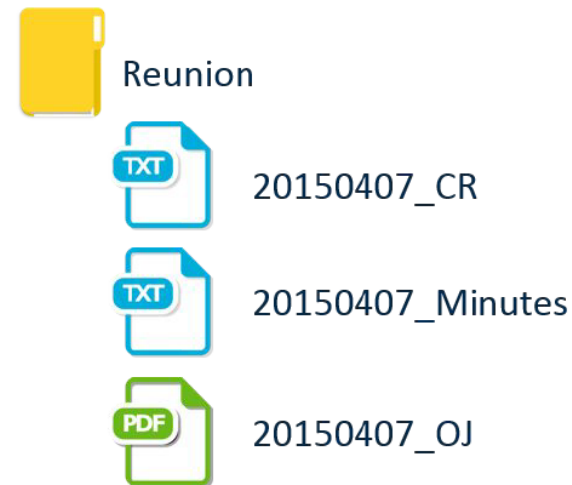 Reunion
TXT
20150407_CR
TXT
20150407_Minutes
PDF
20150407_OJ